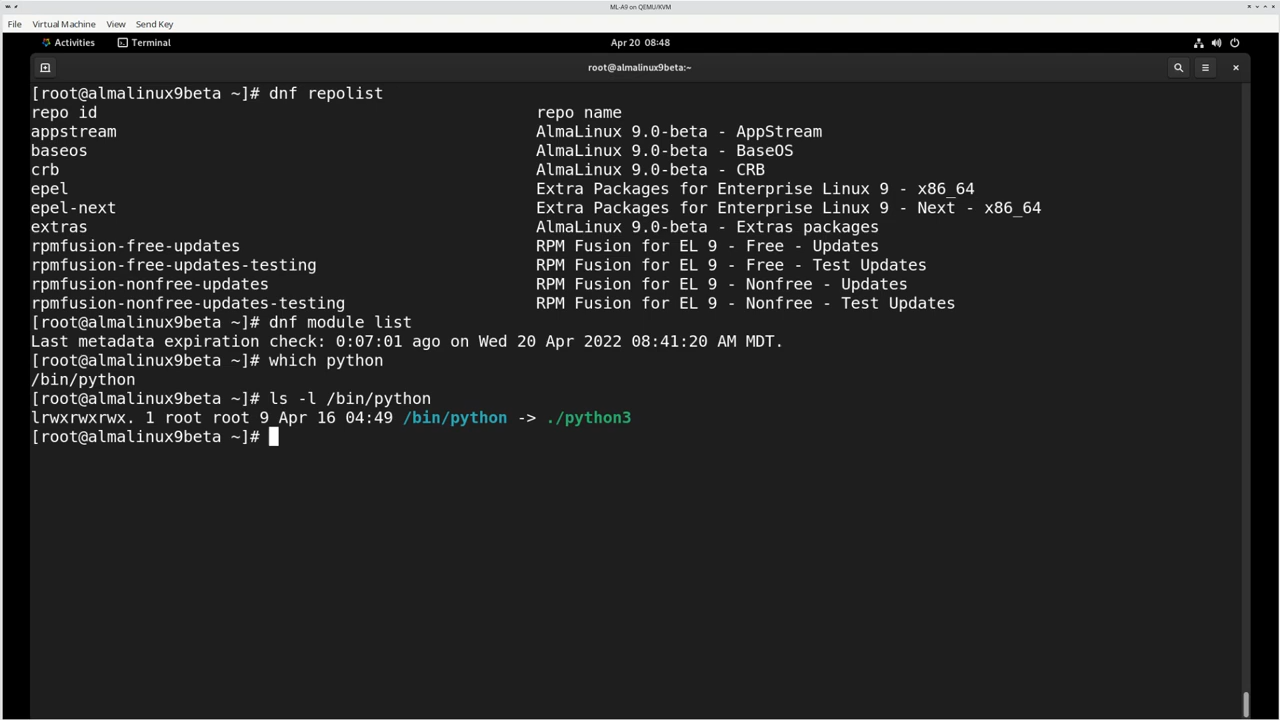 ML-A9 on QEMU/KVM
File Virtual Machine View Send Key
Activities Terminal Apr 20 08:48
root@almalinux9beta:~
[root@almalinux9beta ~]# dnf repolist
repo id repo name
appstream AlmaLinux 9.0-beta - AppStream
baseos AlmaLinux 9.0-beta - BaseOS
crb AlmaLinux 9.0-beta - CRB
epel Extra Packages for Enterprise Linux 9 - x86_64
epel-next Extra Packages for Enterprise Linux 9 - Next - x86_64
extras AlmaLinux 9.0-beta - Extras packages
rpmfusion-free-updates RPM Fusion for EL 9 - Free - Updates
rpmfusion-free-updates-testing RPM Fusion for EL 9 - Free - Test Updates
rpmfusion-nonfree-updates RPM Fusion for EL 9 - Nonfree - Updates
rpmfusion-nonfree-updates-testing RPM Fusion for EL 9 - Nonfree - Test Updates
[root@almalinux9beta ~]# dnf module list
Last metadata expiration check: 0:07:01 ago on Wed 20 Apr 2022 08:41:20 AM MDT.
[root@almalinux9beta ~]# which python
/bin/python
[root@almalinux9beta ~]# ls -l /bin/python
lrwxrwxrwx. 1 root root 9 Apr 16 04:49 /bin/python -> ./python3
[root@almalinux9beta ~]#